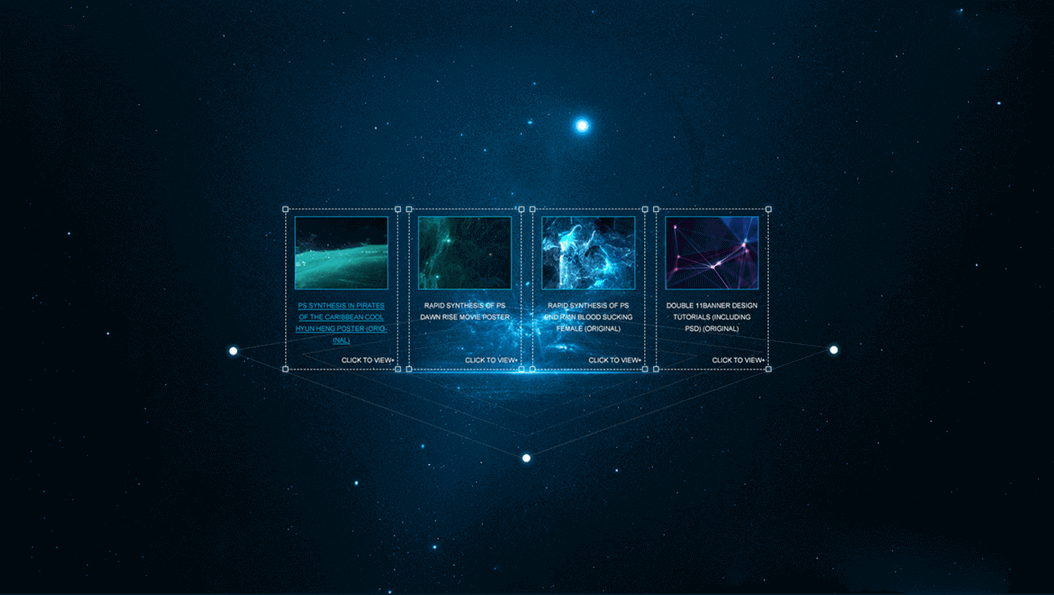 PS SYNTHESIS IN PIRATES
OF THE CARIBBEAN COOL
HYUN HENG POSTER (ORIG-
INAL)
CLICK TO VIEW+
RAPID SYNTHESIS OF PS
DAWN RISE MOVIE POSTER
CLICK TO VIEW+
RAPID SYNTHESIS OF PS
END RAIN BLOOD SUCKING
FEMALE (ORIGINAL)
CLICK TO VIEW+
DOUBLE 11BANNER DESIGN
TUTORIALS (INCLUDING
PSD) (ORIGINAL)
CLICK TO VIEW+